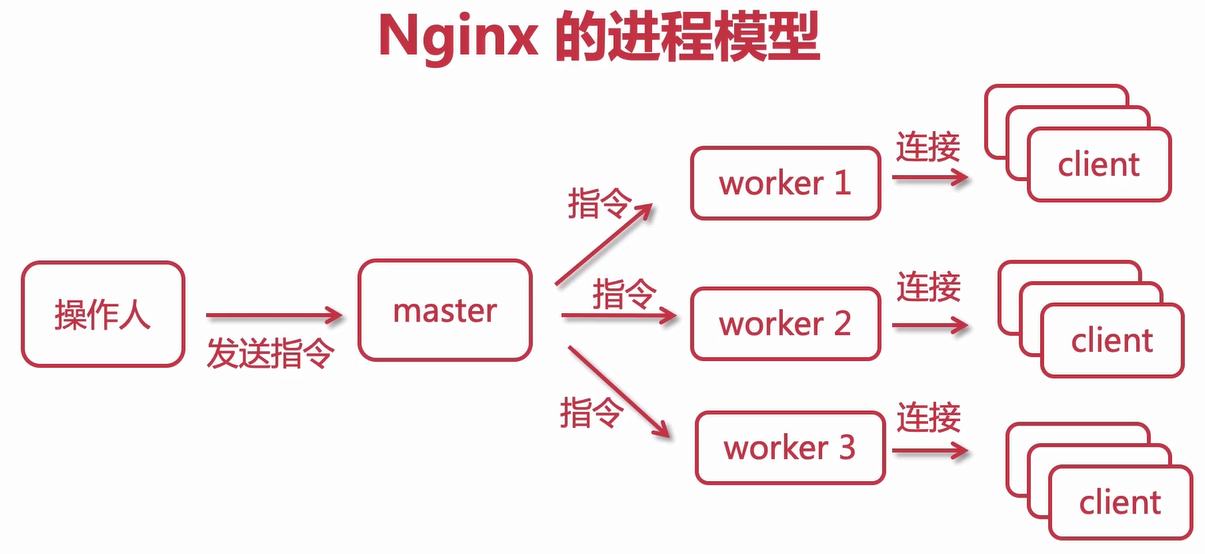 Nginx 的进程模型
操作人
发送指令
master
指令
指令
指令
worker 1
连接
client
worker 2
连接
client
worker 3
连接
client